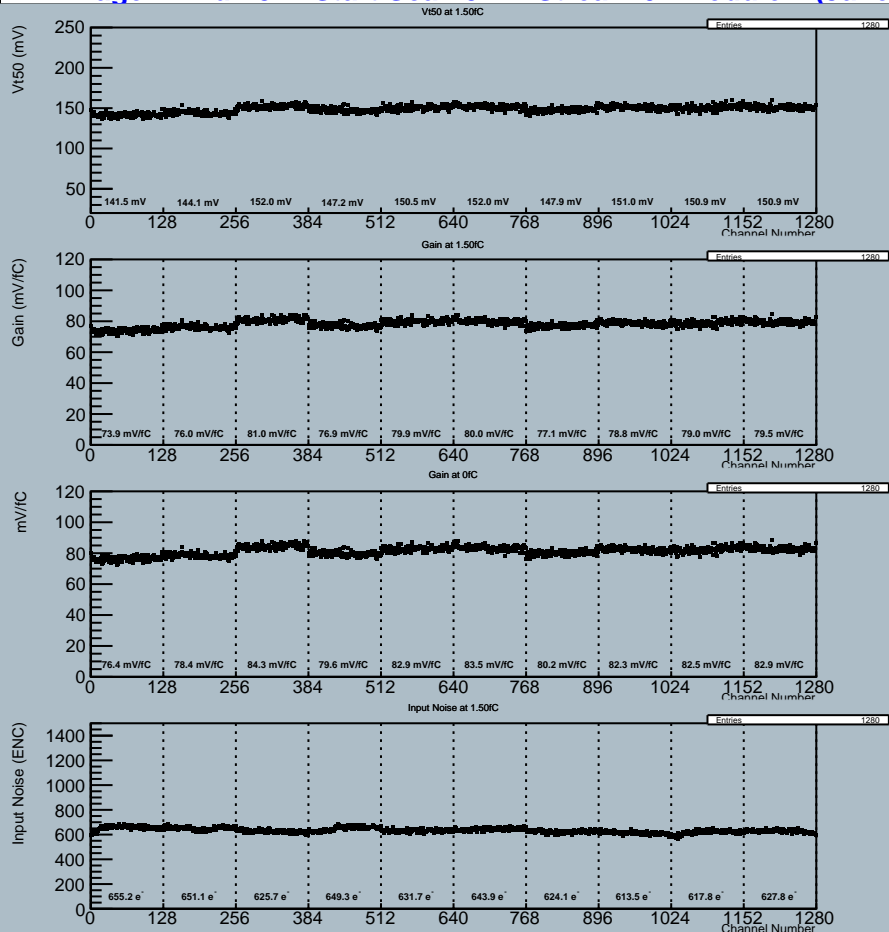 Vt50 at 1.50fC
Entries 1280
Vt50 (mV)
250
200
150
100
50
141.5 mV 144.1 mV 152.0 mV 147.2 mV 150.5 mV 152.0 mV 147.9 mV 151.0 mV 150.9 mV 150.9 mV
0 128 256 384 512 640 768 896 1024 1152 1280
Channel Number
Gain at 1.50fC
Entries 1280
Gain (mV/fC)
120
100
80
60
40
20
0
73.9 mV/fC 76.0 mV/fC 81.0 mV/fC 76.9 mV/fC 79.9 mV/fC 80.0 mV/fC 77.1 mV/fC 78.8 mV/fC 79.0 mV/fC 79.5 mV/fC
0 128 256 384 512 640 768 896 1024 1152 1280
Channel Number
Gain at 0fC
Entries 1280
mV/fC
120
100
80
60
40
20
0
76.4 mV/fC 78.4 mV/fC 84.3 mV/fC 79.6 mV/fC 82.9 mV/fC 83.5 mV/fC 80.2 mV/fC 82.3 mV/fC 82.5 mV/fC 82.9 mV/fC
0 128 256 384 512 640 768 896 1024 1152 1280
Channel Number
Input Noise at 1.50fC
Entries 1280
Input Noise (ENC)
1400
1200
1000
800
600
400
200
0
655.2 e- 651.1 e- 625.7 e- 649.3 e- 631.7 e- 643.9 e- 624.1 e- 613.5 e- 617.8 e- 627.8 e-
0 128 256 384 512 640 768 896 1024 1152 1280
Channel Number